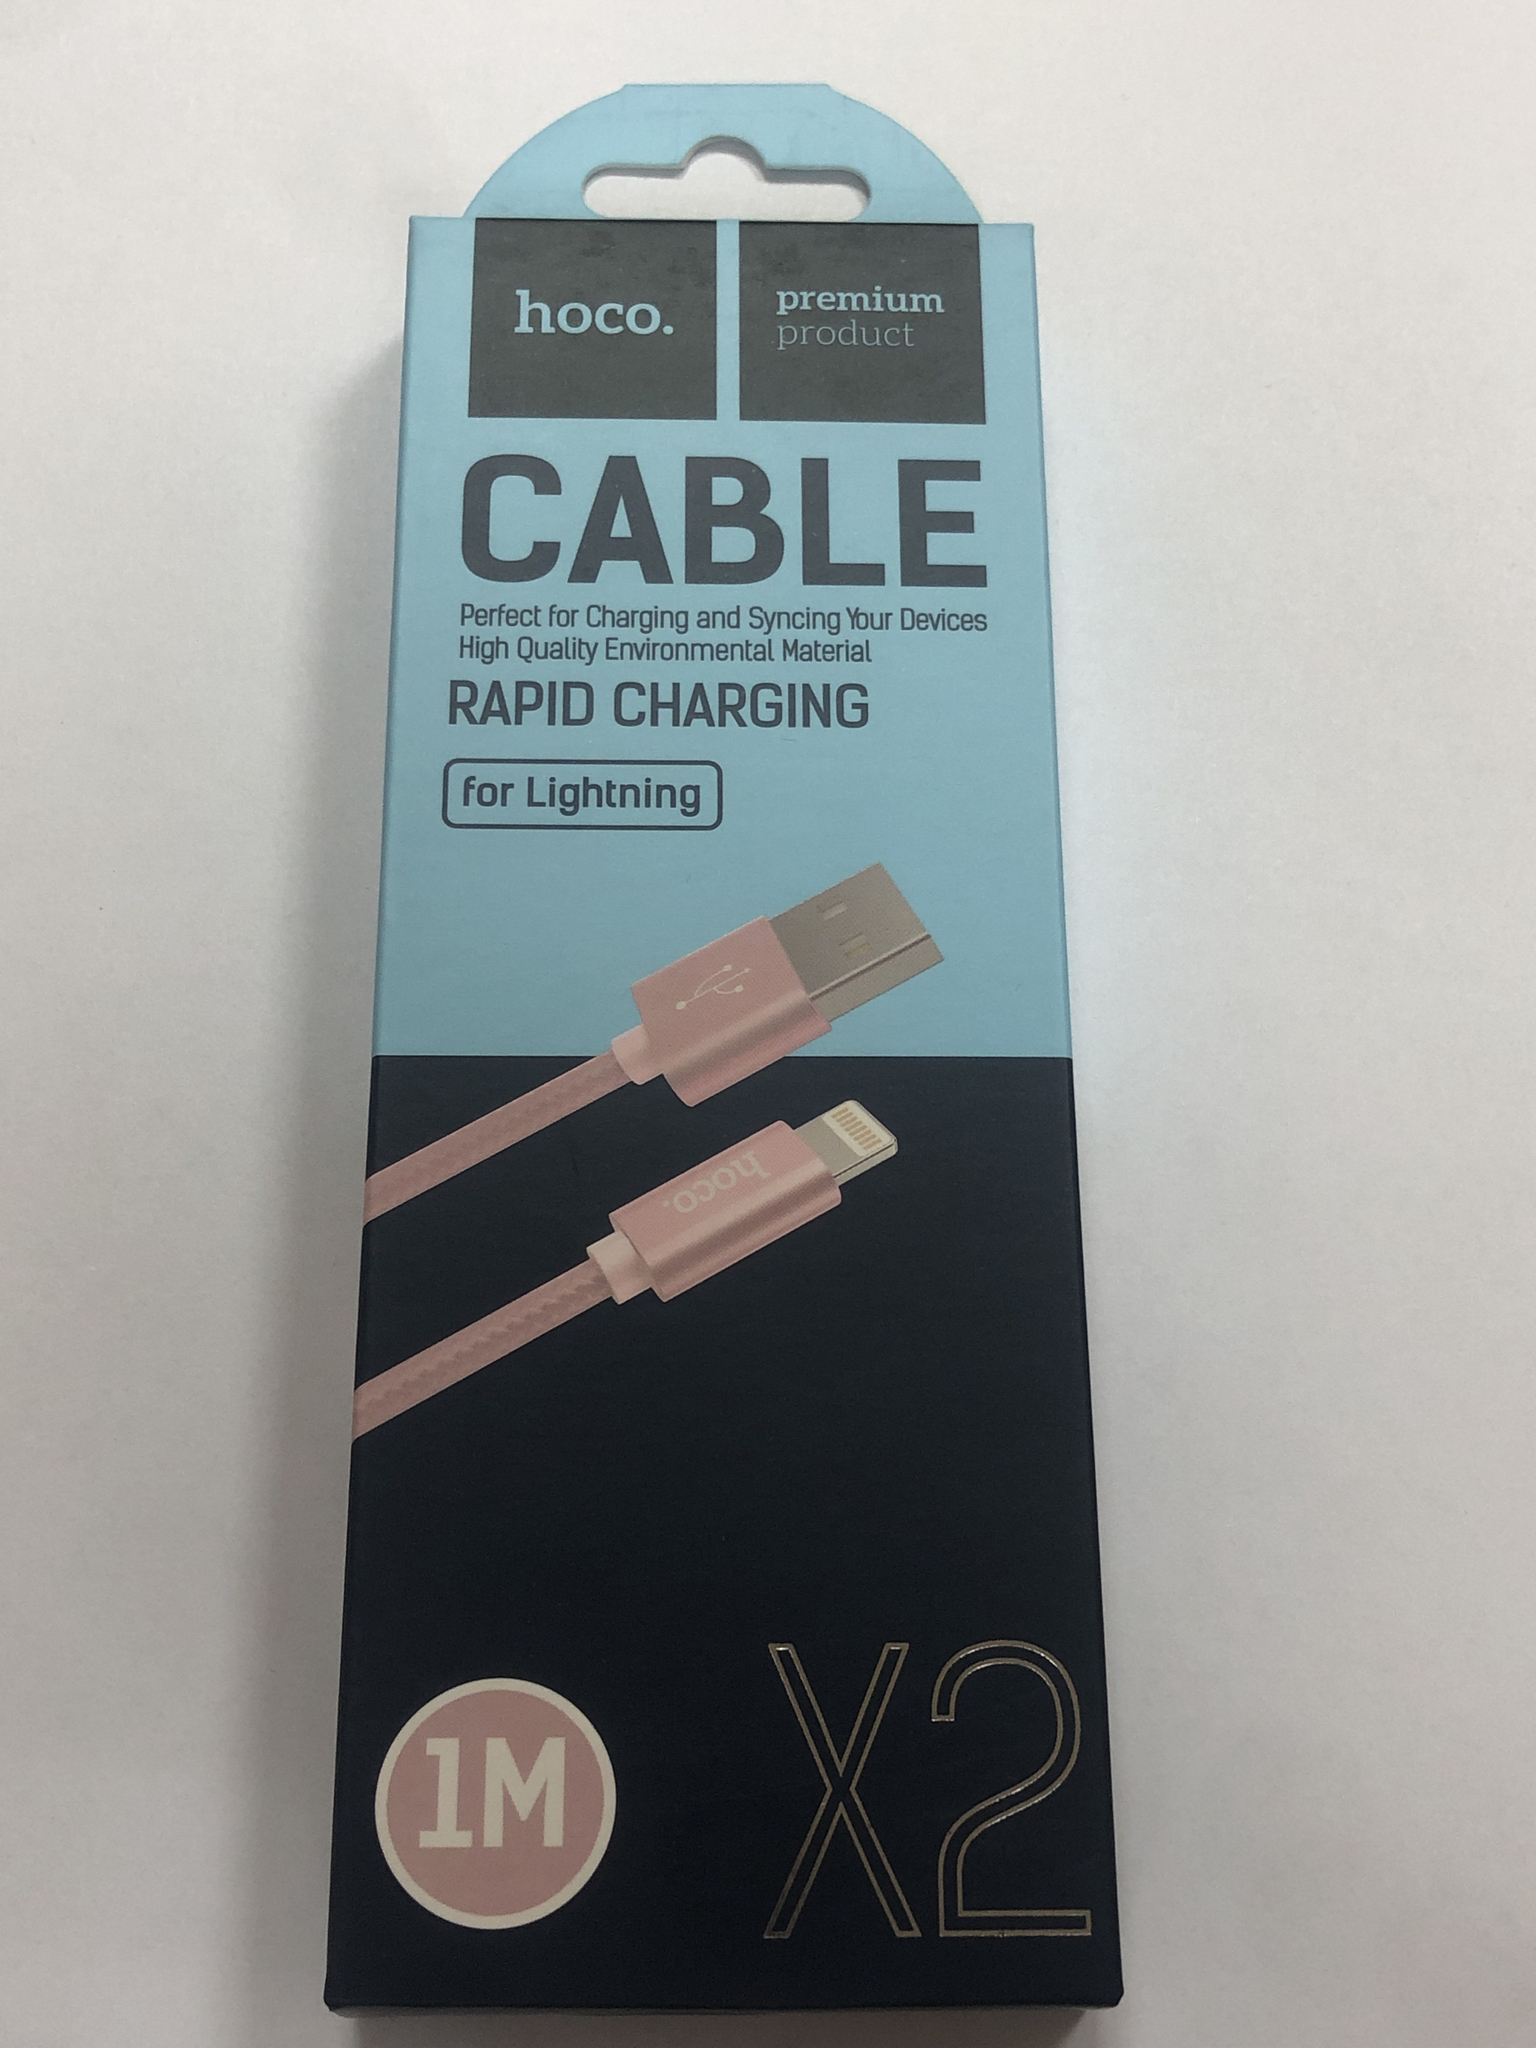 hoco.
premium
product
CABLE
Perfect for Charging and Syncing Your Devices
High Quality Environmental Material
RAPID CHARGING
for Lightning
hoco.
1M
X2